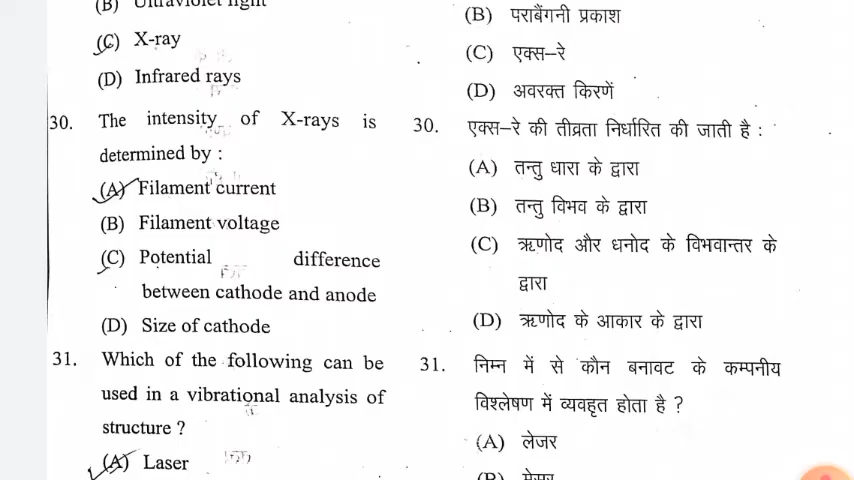 (B) Ultraviolet light
(C) X-ray
(D) Infrared rays
30. The intensity of X-rays is
determined by :
(A) Filament current
(B) Filament voltage
(C) Potential difference
between cathode and anode
(D) Size of cathode
31. Which of the following can be
used in a vibrational analysis of
structure ?
(A) Laser
(B) पराबैंगनी प्रकाश
(C) एक्स–रे
(D) अवरक्त किरणें
30. एक्स–रे की तीव्रता निर्धारित की जाती है :
(A) तन्तु धारा के द्वारा
(B) तन्तु विभव के द्वारा
(C) ऋणोद और धनोद के विभवान्तर के
द्वारा
(D) ऋणोद के आकार के द्वारा
31. निम्न में से कौन बनावट के कम्पनीय
विश्लेषण में व्यवहृत होता है ?
(A) लेजर
(B) मेसर